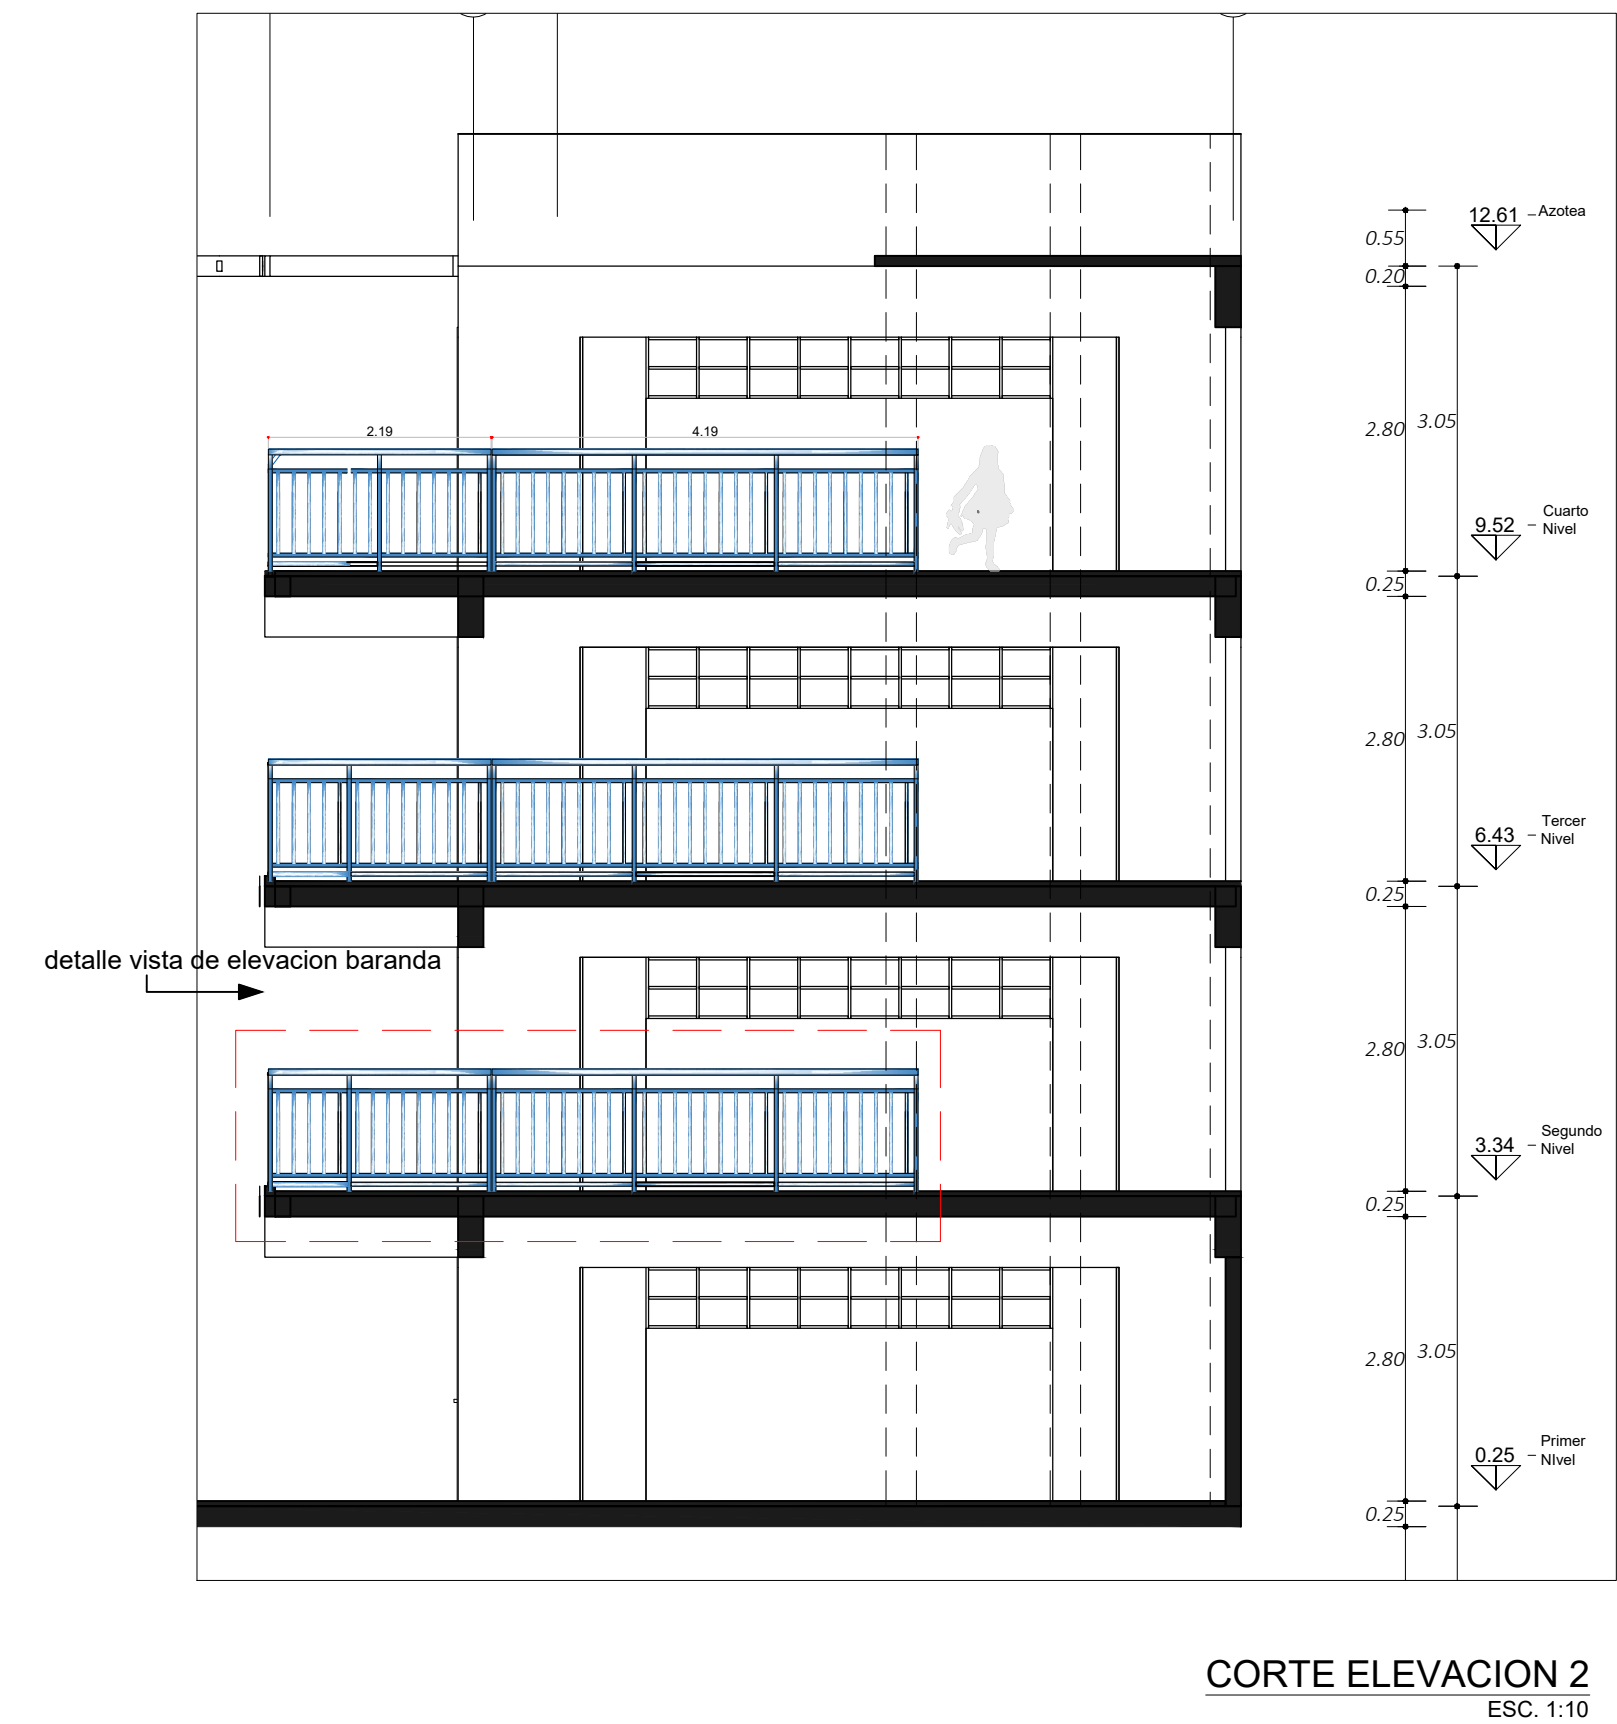 12.61
Azotea
0.55
0.20
2.19
4.19
2.80
3.05
9.52
Cuarto
Nivel
0.25
2.80
3.05
6.43
Tercer
Nivel
0.25
detalle vista de elevacion baranda
2.80
3.05
3.34
Segundo
Nivel
0.25
2.80
3.05
0.25
Primer
NIvel
0.25
CORTE ELEVACION 2
ESC. 1:10